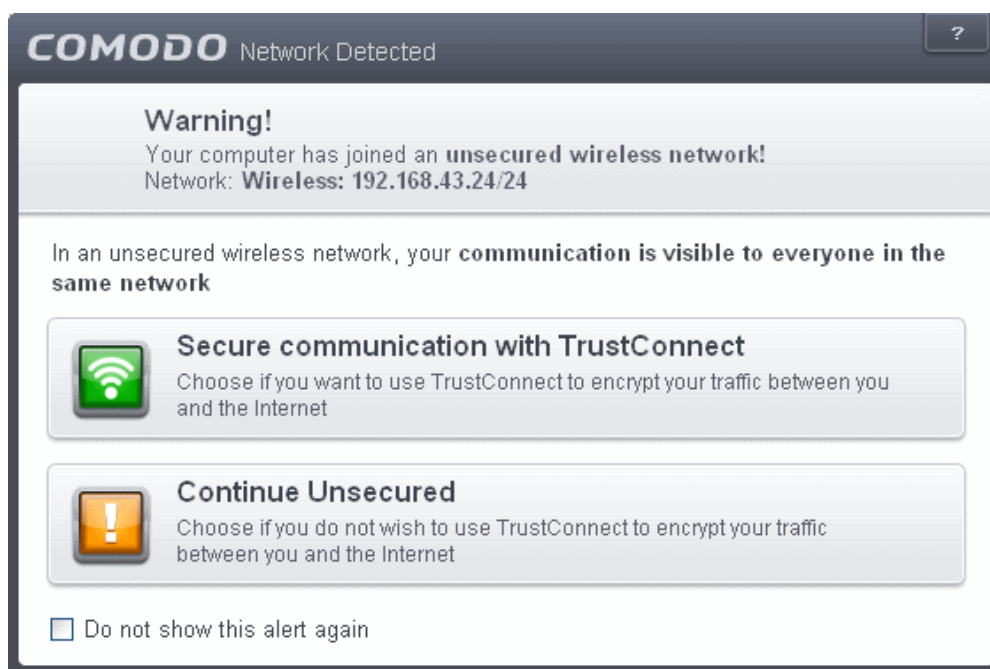 COMODO Network Detected
?
Warning!
Your computer has joined an unsecured wireless network!
Network: Wireless: 192.168.43.24/24
In an unsecured wireless network, your communication is visible to everyone in the
same network
Secure communication with TrustConnect
Choose if you want to use TrustConnect to encrypt your traffic between you
and the Internet
!
Continue Unsecured
Choose if you do not wish to use TrustConnect to encrypt your traffic
between you and the Internet
Do not show this alert again